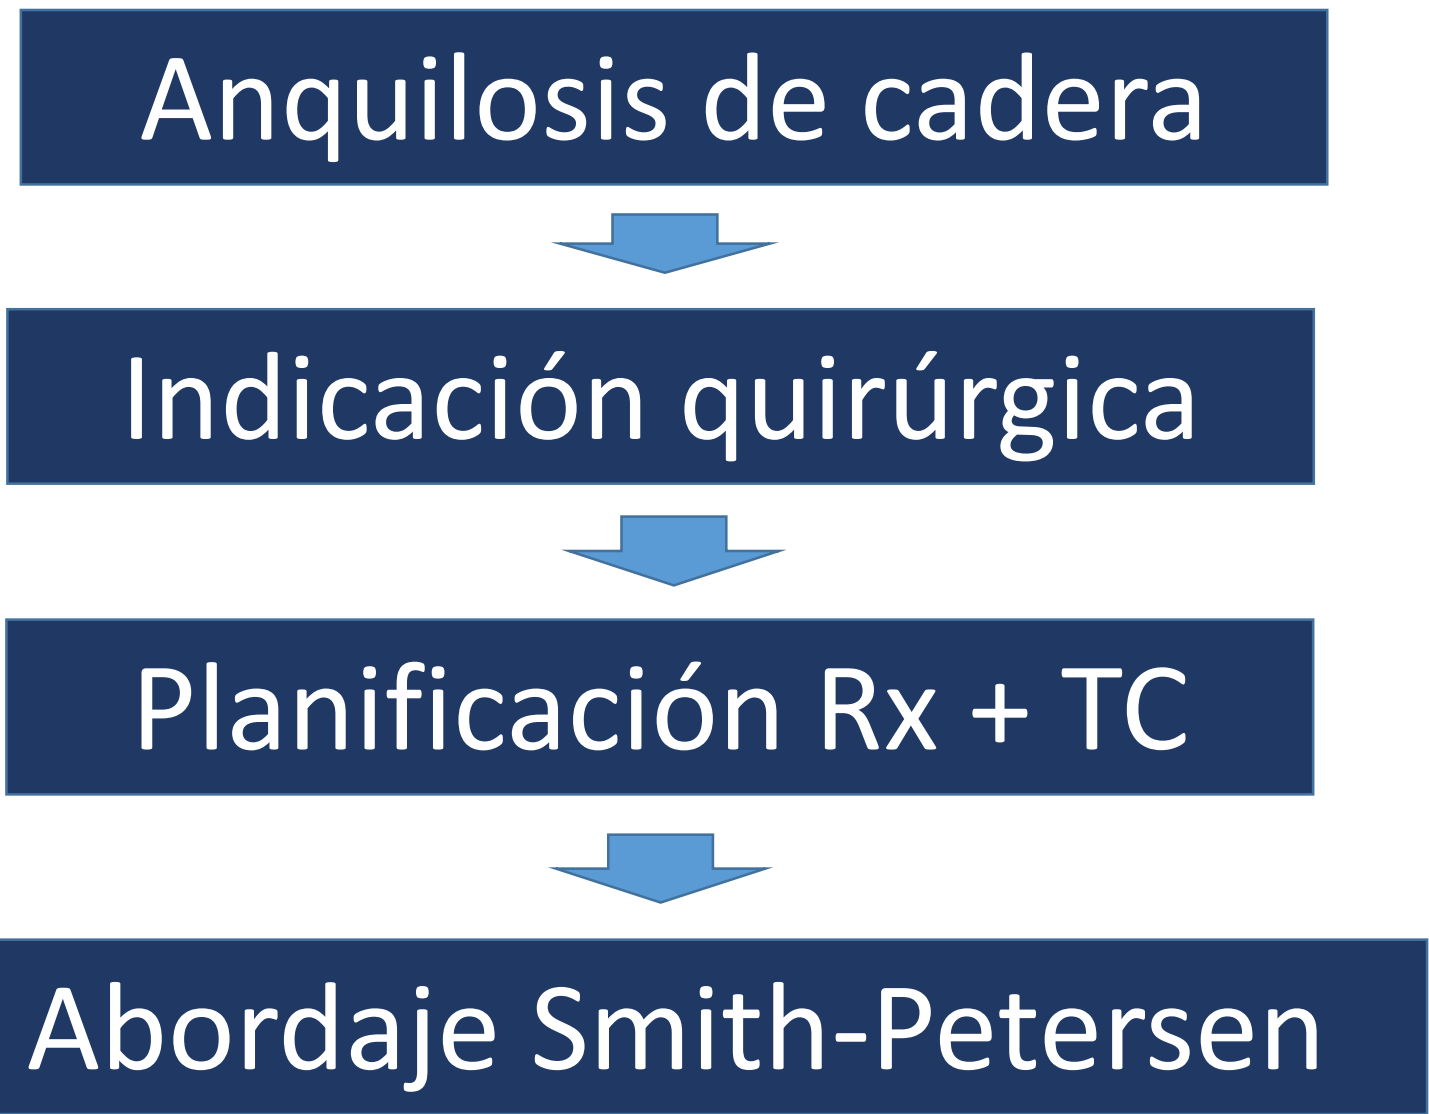 Anquilosis de cadera
Indicación quirúrgica
Planificación Rx + TC
Abordaje Smith-Petersen